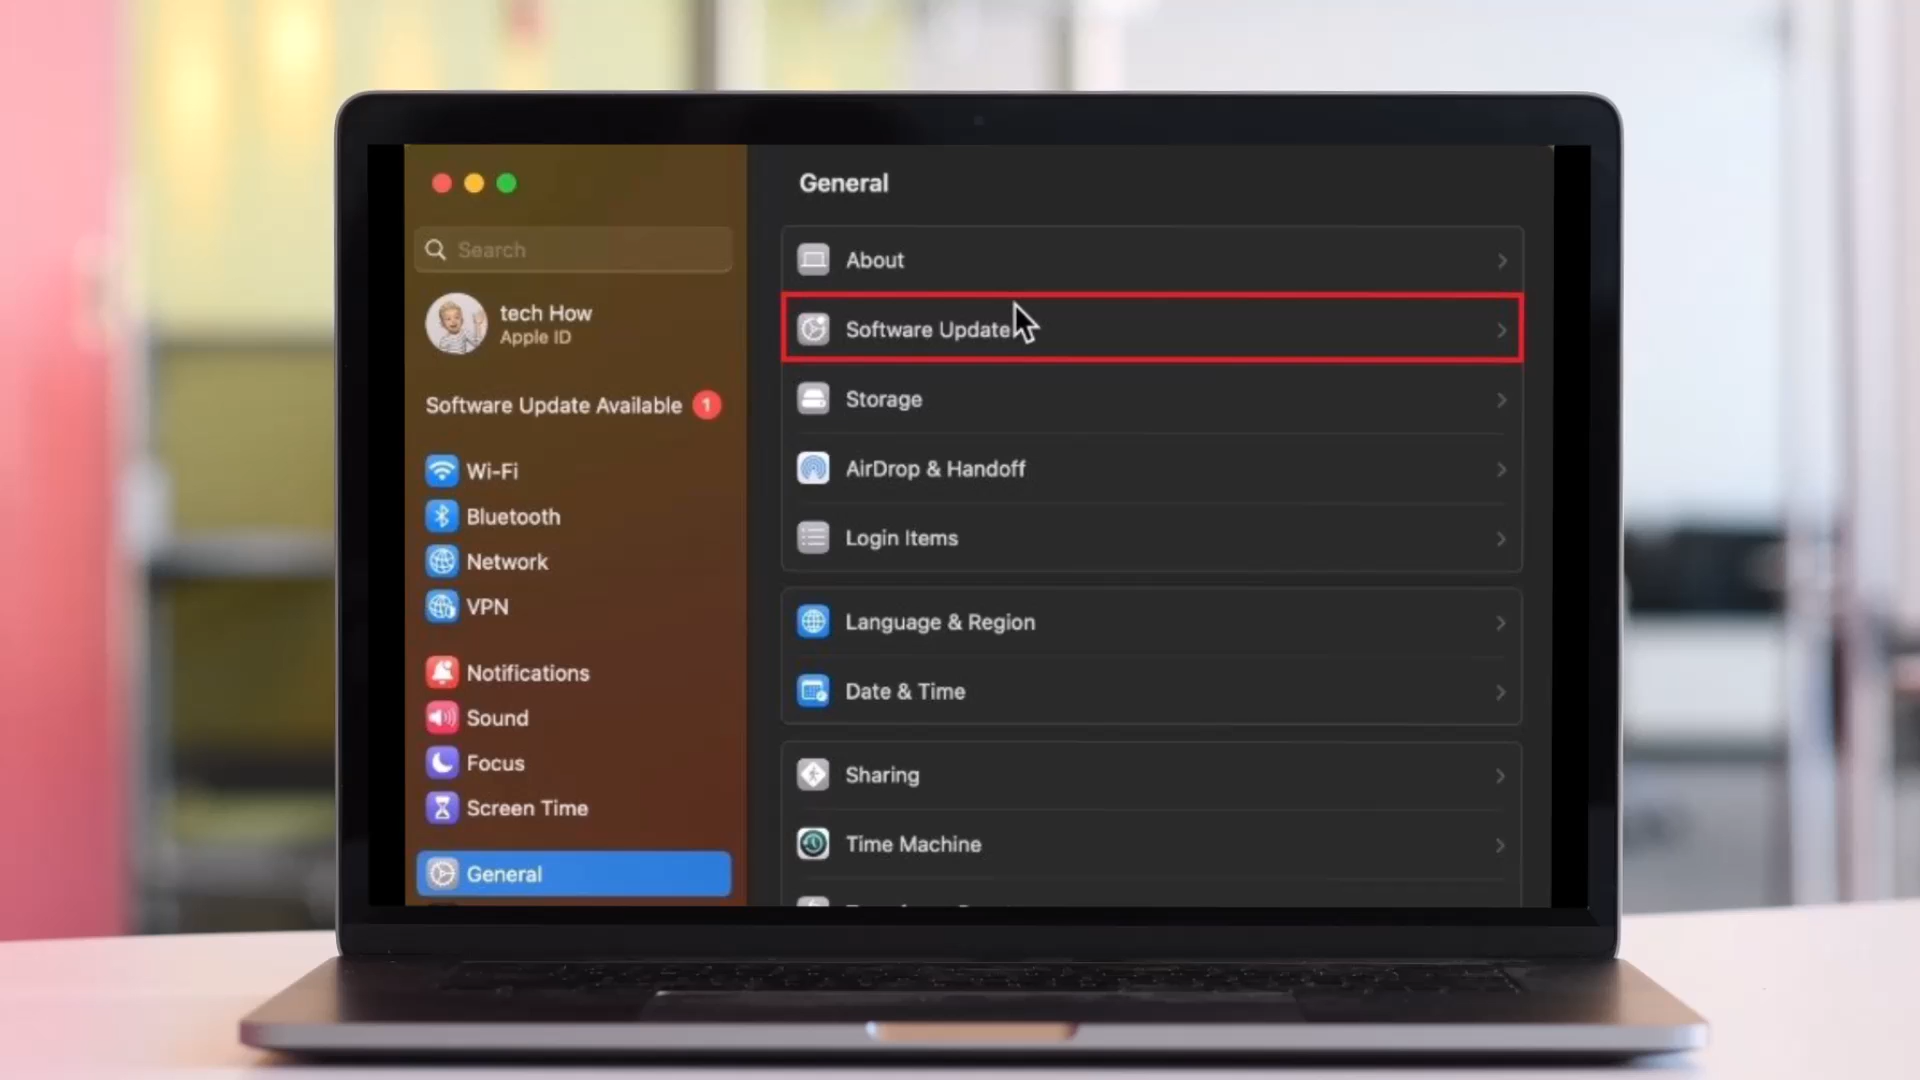 General
Search
tech How
Apple ID
Software Update Available 1
Wi-Fi
Bluetooth
Network
VPN
Notifications
Sound
Focus
Screen Time
General
About
Software Update
Storage
AirDrop & Handoff
Login Items
Language & Region
Date & Time
Sharing
Time Machine